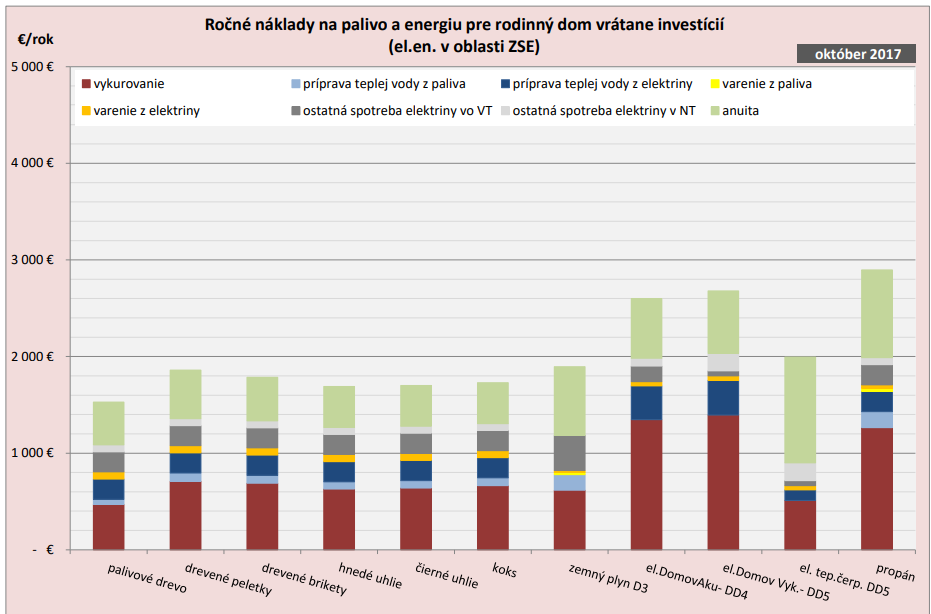 Ročné náklady na palivo a energiu pre rodinný dom vrátane investícií
(el.en. v oblasti ZSE)
€/rok
október 2017
5 000 €
vykurovanie
príprava teplej vody z paliva
príprava teplej vody z elektriny
varenie z paliva
varenie z elektriny
ostatná spotreba elektriny vo VT
ostatná spotreba elektriny v NT
anuita
4 000 €
3 000 €
2 000 €
1 000 €
- €
palivové drevo
drevené peletky
drevené brikety
hnedé uhlie
čierné uhlie
koks
zemný plyn D3
el.DomovAku- DD4
el.Domov Vyk.- DD5
el. tep.čerp. DD5
propán